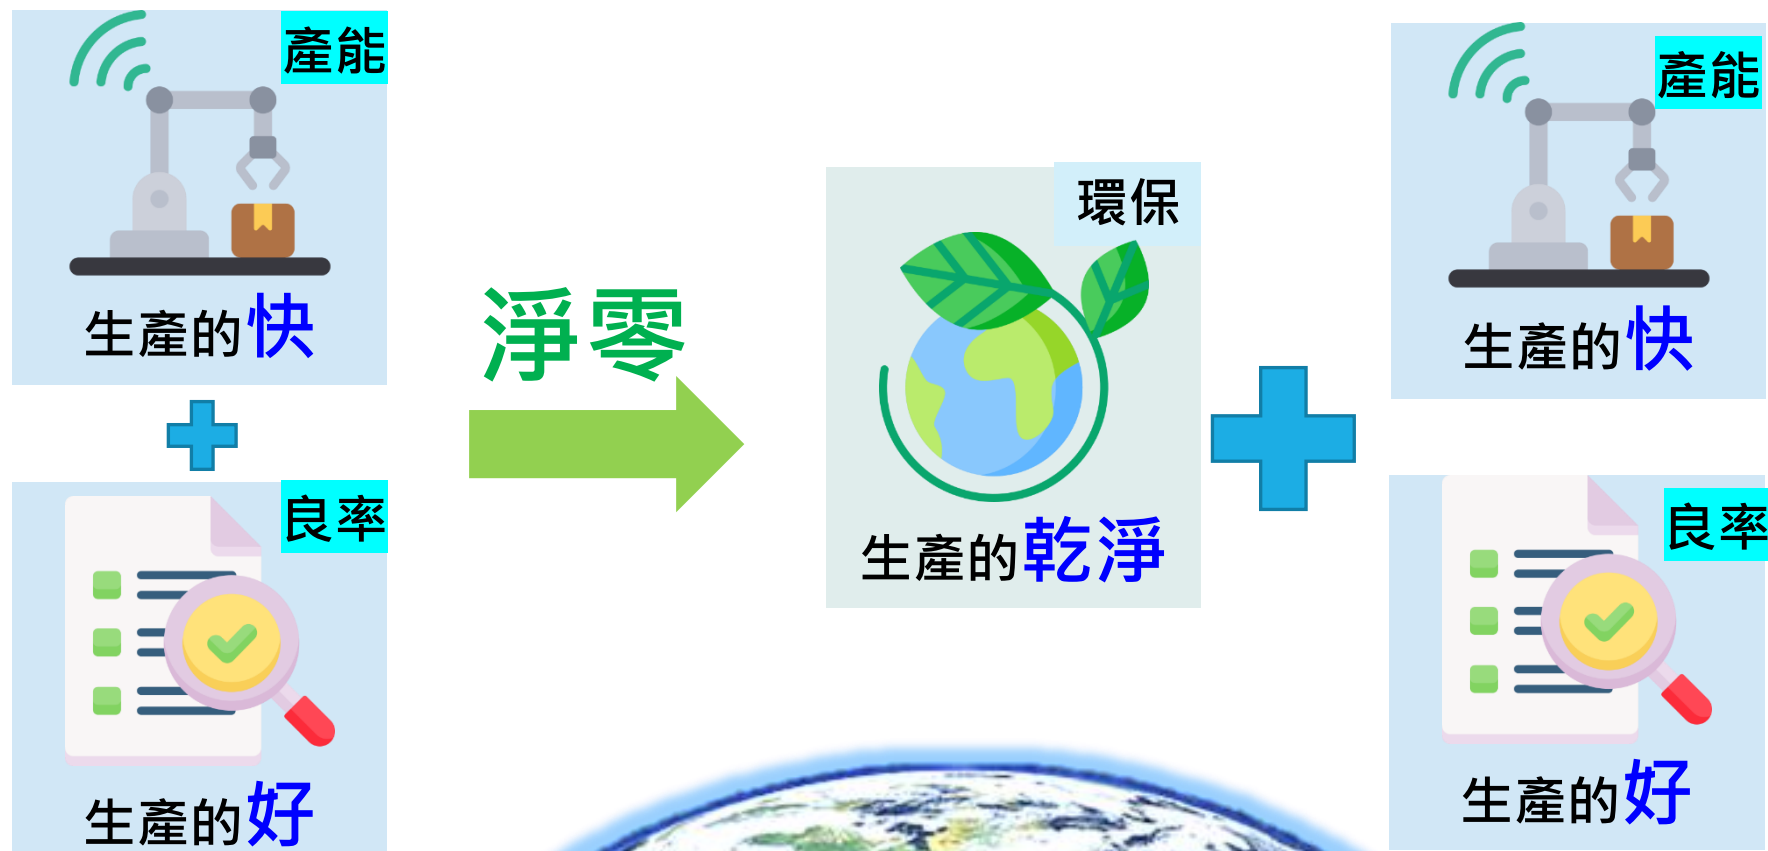 產能
生產的快
良率
生產的好
淨零
環保
生產的乾淨
產能
生產的快
良率
生產的好